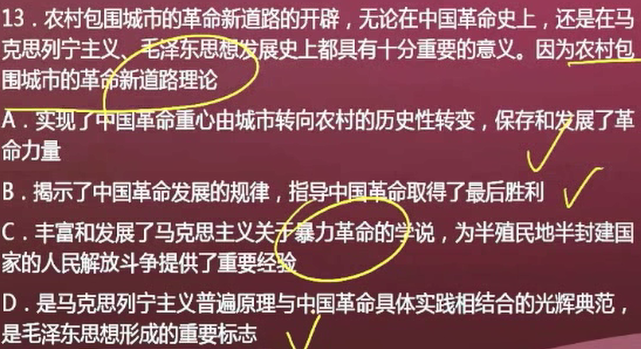 13．农村包围城市的革命新道路的开辟，无论在中国革命史上，还是在马
克思列宁主义、毛泽东思想发展史上都具有十分重要的意义。因为农村包
围城市的革命新道路理论
A．实现了中国革命重心由城市转向农村的历史性转变，保存和发展了革
命力量
B．揭示了中国革命发展的规律，指导中国革命取得了最后胜利
C．丰富和发展了马克思主义关于暴力革命的学说，为半殖民地半封建国
家的人民解放斗争提供了重要经验
D．是马克思列宁主义普遍原理与中国革命具体实践相结合的光辉典范，
是毛泽东思想形成的重要标志